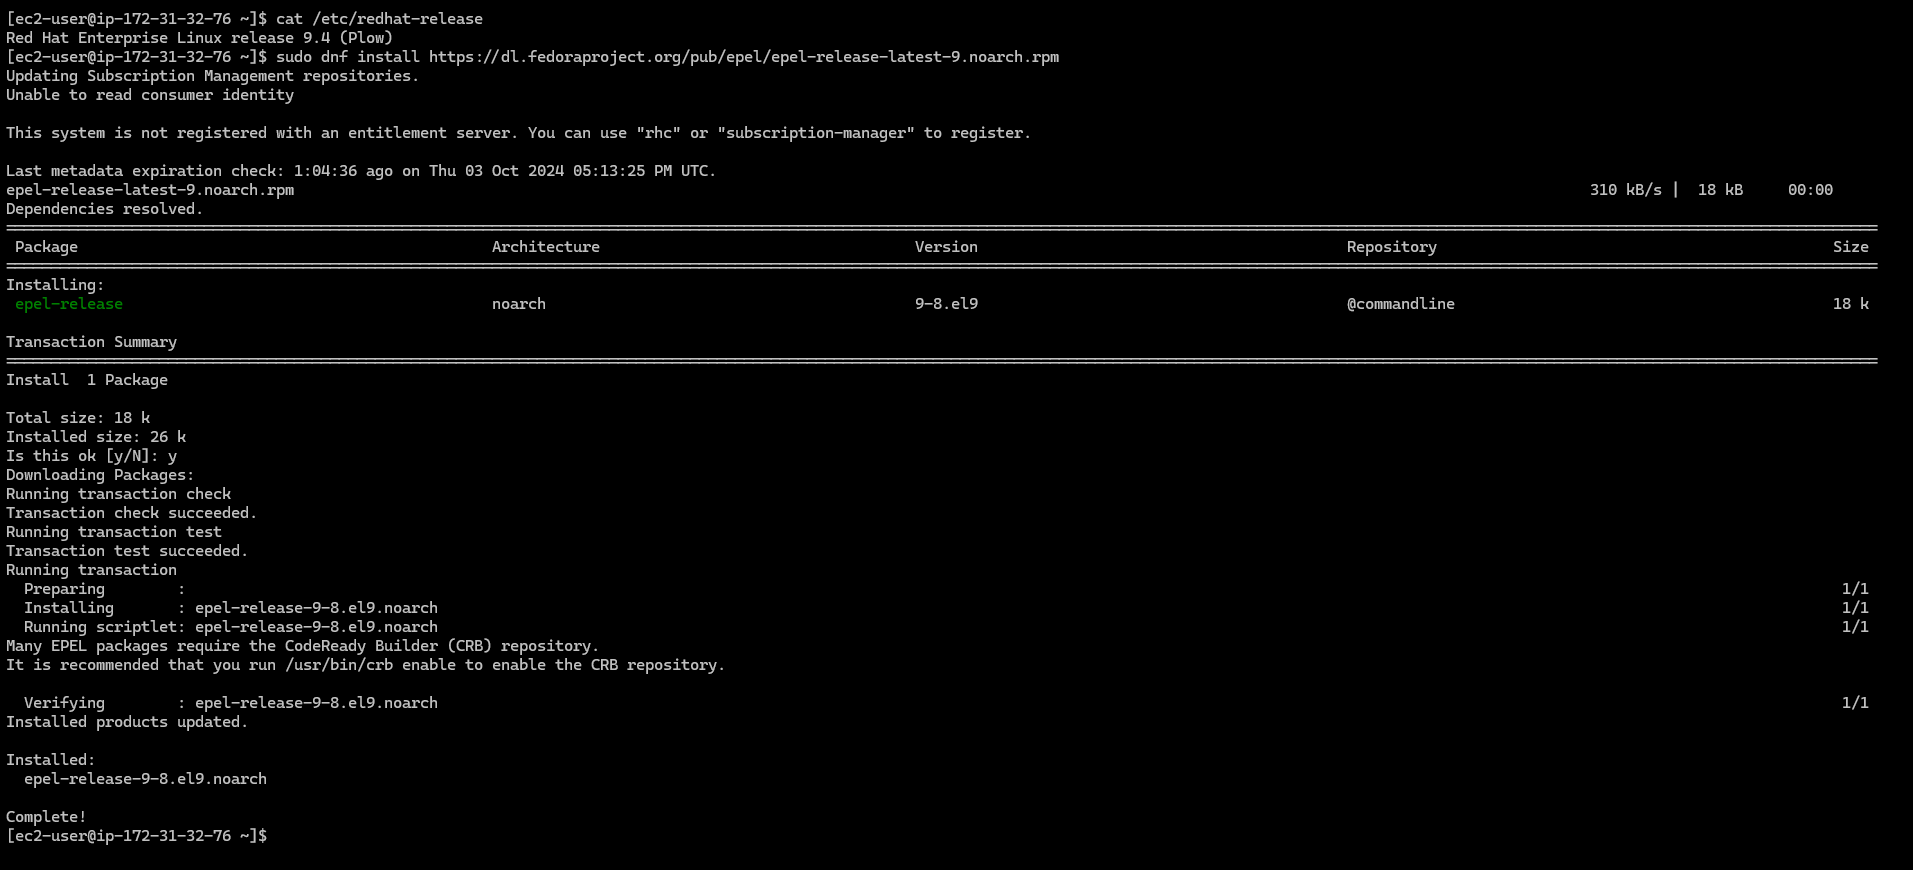 [ec2-user@ip-172-31-32-76 ~]$ cat /etc/redhat-release
Red Hat Enterprise Linux release 9.4 (Plow)
[ec2-user@ip-172-31-32-76 ~]$ sudo dnf install https://dl.fedoraproject.org/pub/epel/epel-release-latest-9.noarch.rpm
Updating Subscription Management repositories.
Unable to read consumer identity
This system is not registered with an entitlement server. You can use "rhc" or "subscription-manager" to register.
Last metadata expiration check: 1:04:36 ago on Thu 03 Oct 2024 05:13:25 PM UTC.
epel-release-latest-9.noarch.rpm 310 kB/s | 18 kB 00:00
Dependencies resolved.
Package Architecture Version Repository Size
Installing:
epel-release noarch 9-8.el9 @commandline 18 k
Transaction Summary
Install 1 Package
Total size: 18 k
Installed size: 26 k
Is this ok [y/N]: y
Downloading Packages:
Running transaction check
Transaction check succeeded.
Running transaction test
Transaction test succeeded.
Running transaction
Preparing : 1/1
Installing : epel-release-9-8.el9.noarch 1/1
Running scriptlet: epel-release-9-8.el9.noarch 1/1
Many EPEL packages require the CodeReady Builder (CRB) repository.
It is recommended that you run /usr/bin/crb enable to enable the CRB repository.
Verifying : epel-release-9-8.el9.noarch 1/1
Installed products updated.
Installed:
epel-release-9-8.el9.noarch
Complete!
[ec2-user@ip-172-31-32-76 ~]$